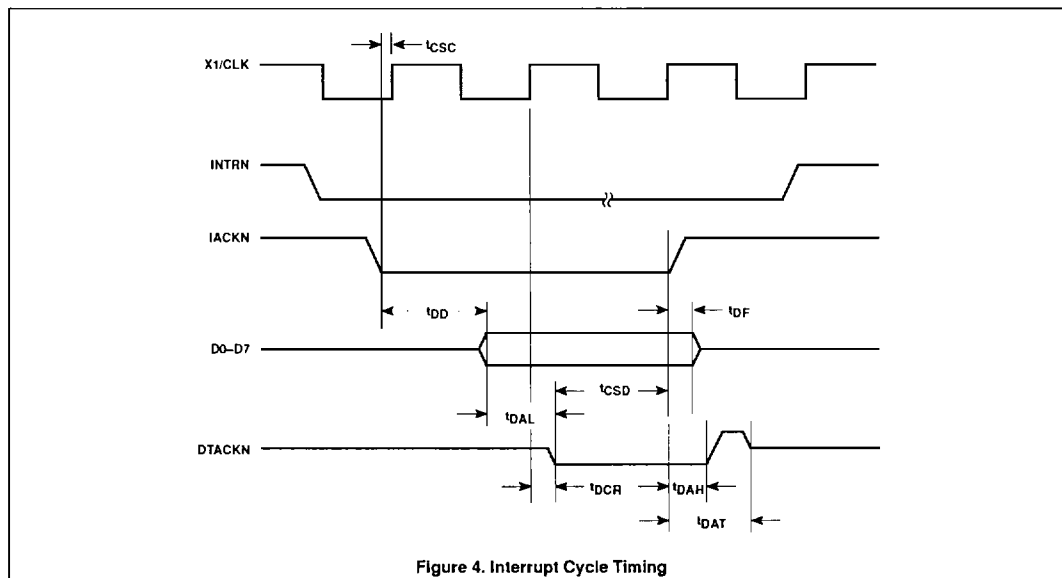 tCSC
X1/CLK
INTRN
IACKN
tDD
tDF
D0–D7
tCSD
tDAL
DTACKN
tDCR
tDAH
tDAT
Figure 4. Interrupt Cycle Timing